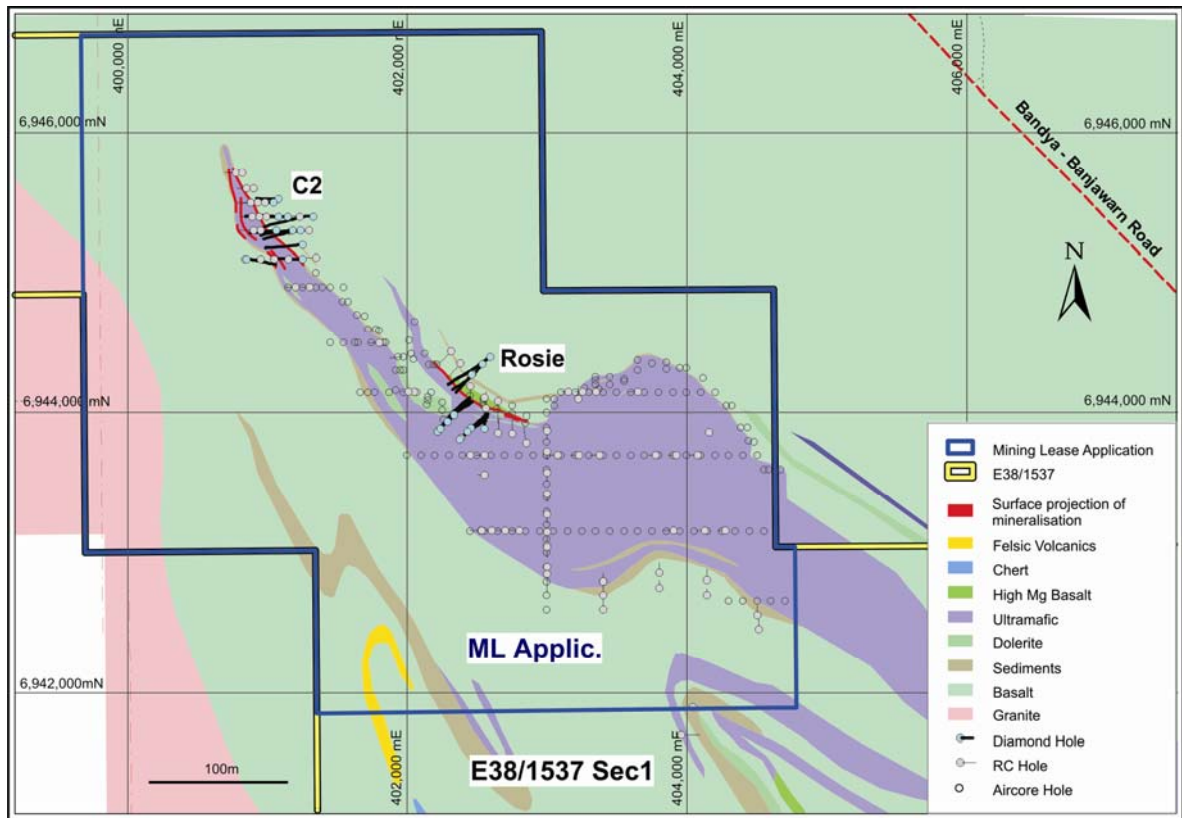 400,000 mE
402,000 mE
404,000 mE
406,000 mE
6,946,000 mN
6,946,000 mN
Bandya - Banjawarn Road
C2
N
Rosie
6,944,000 mN
6,944,000 mN
Mining Lease Application
E38/1537
Surface projection of
mineralisation
Felsic Volcanics
Chert
High Mg Basalt
Ultramafic
Dolerite
Sediments
Basalt
Granite
Diamond Hole
RC Hole
Aircore Hole
ML Applic.
6,942,000mN
402,000 mE
404,000 mE
100m
E38/1537 Sec1